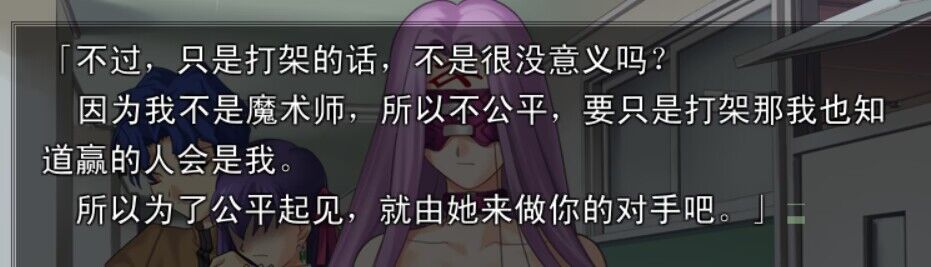 「不过，只是打架的话，不是很没意义吗？
因为我不是魔术师，所以不公平，要只是打架那我也知
道赢的人会是我。
所以为了公平起见，就由她来做你的对手吧。」